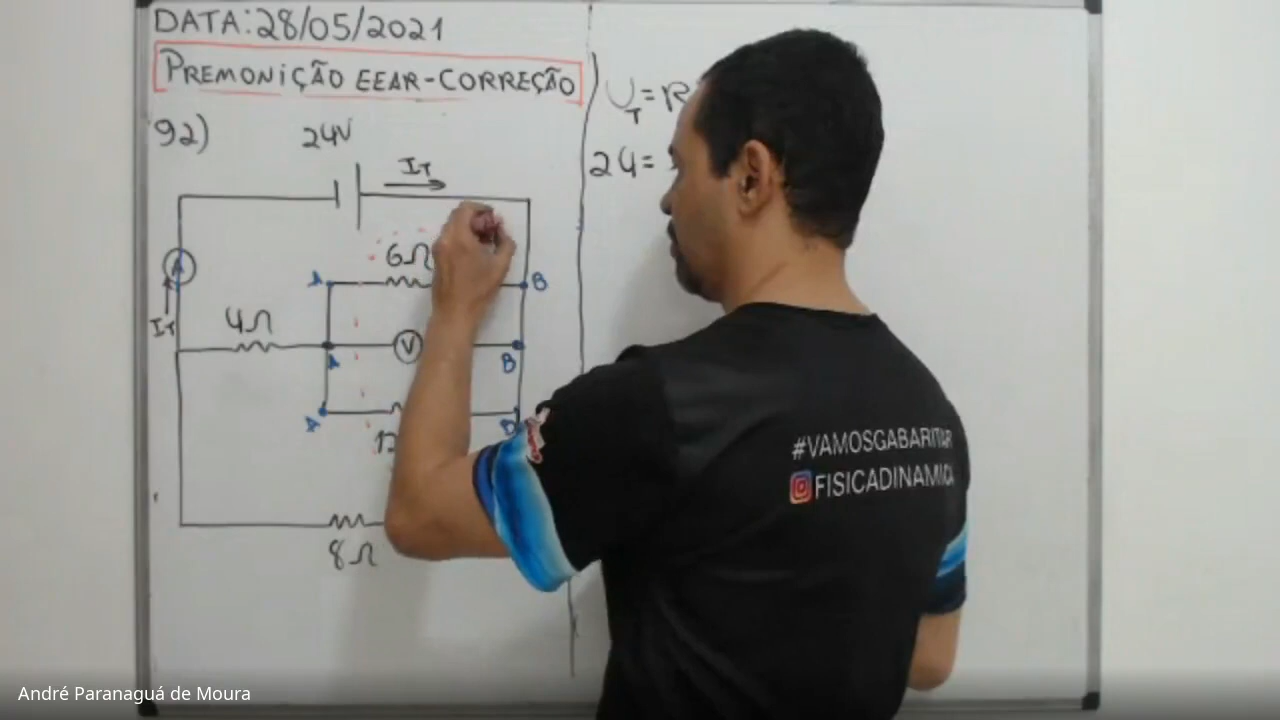 DATA:28/05/2021
PREMONIÇÃO EEAR-CORREÇÃO
92)
24V
IT
6Ω
A
B
IT
4Ω
V
A
B
A
8Ω
UT=R
24=
#VAMOSGABARITAR
FISICADINAMICA
André Paranaguá de Moura